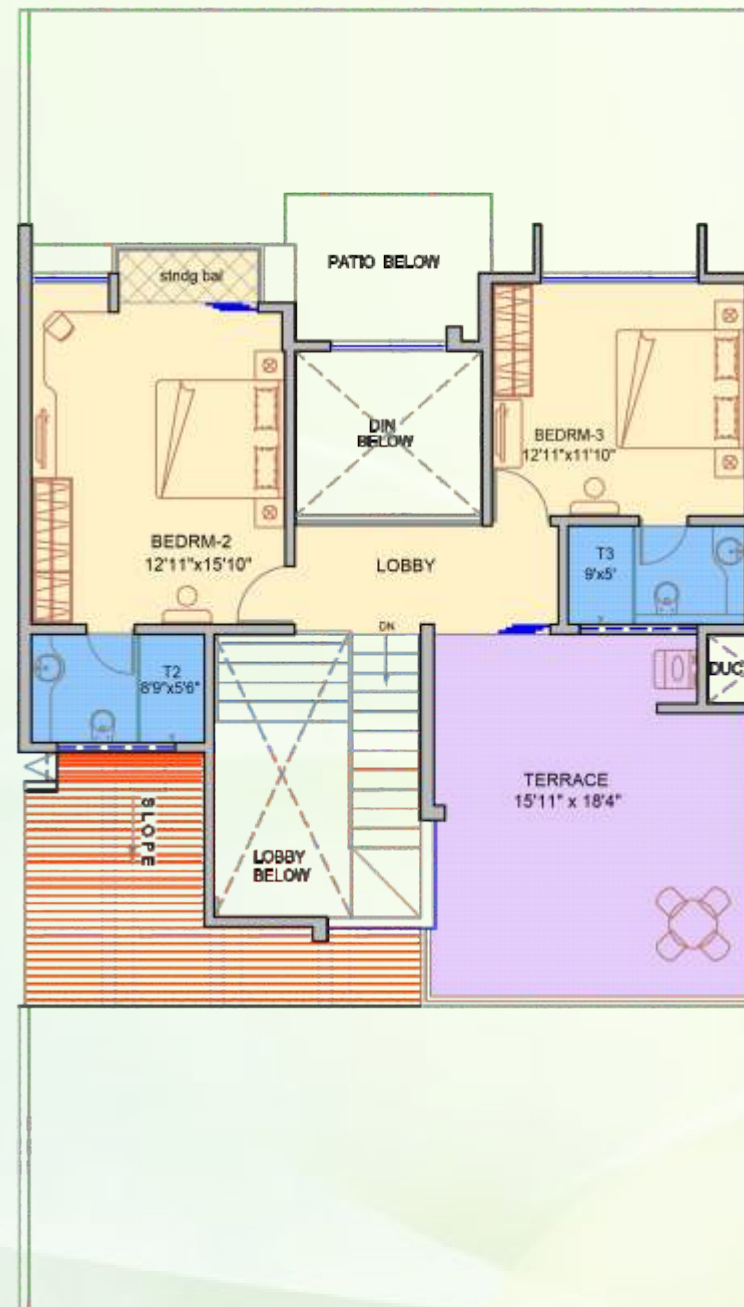 stndg bal
PATIO BELOW
DIN
BELOW
BEDRM-3
12'11"x11'10"
BEDRM-2
12'11"x15'10"
LOBBY
T3
9'x5'
DN
T2
8'9"x5'6"
DUCT
TERRACE
15'11" x 18'4"
SLOPE
LOBBY
BELOW